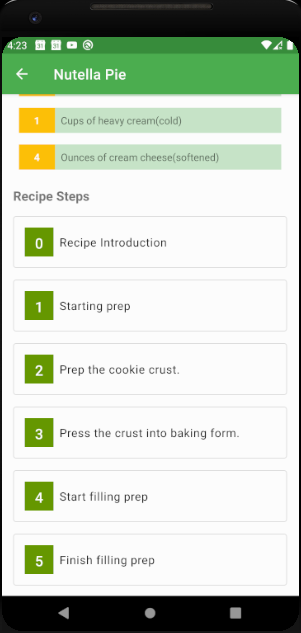 4:23
Nutella Pie
1 Cups of heavy cream(cold)
4 Ounces of cream cheese(softened)
Recipe Steps
0 Recipe Introduction
1 Starting prep
2 Prep the cookie crust.
3 Press the crust into baking form.
4 Start filling prep
5 Finish filling prep